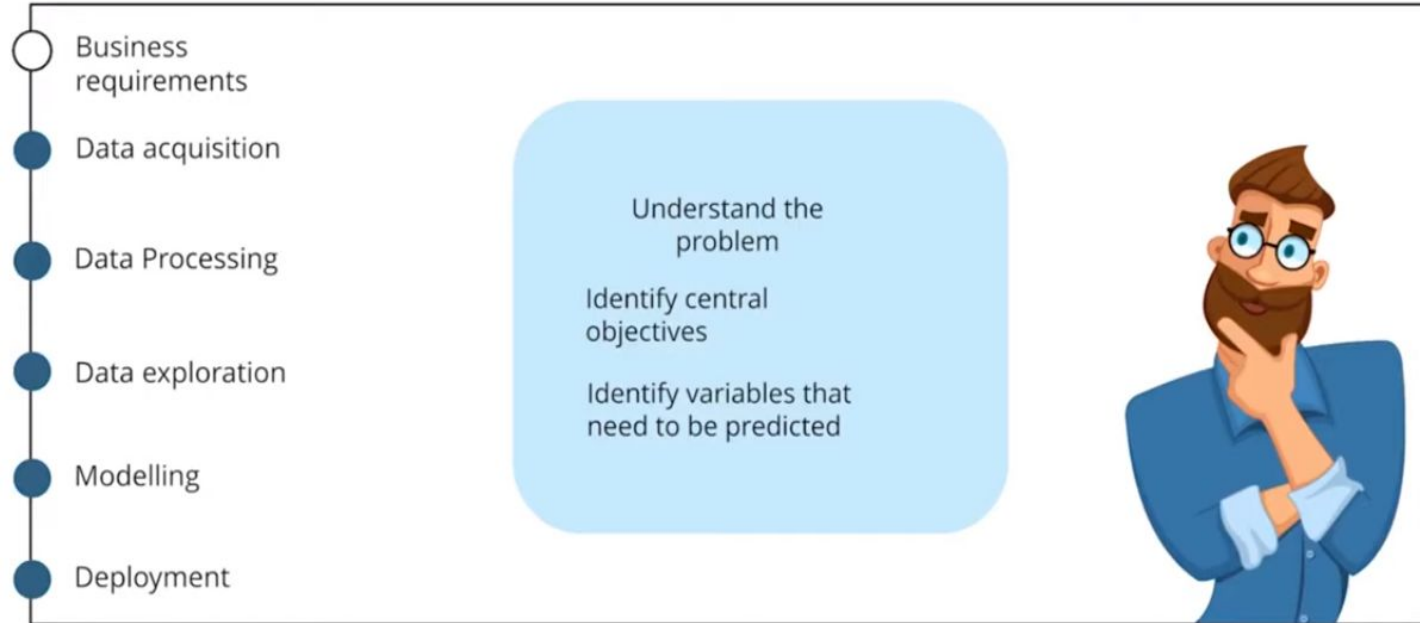 Business
requirements
Data acquisition
Data Processing
Data exploration
Modelling
Deployment
Understand the
problem
Identify central
objectives
Identify variables that
need to be predicted